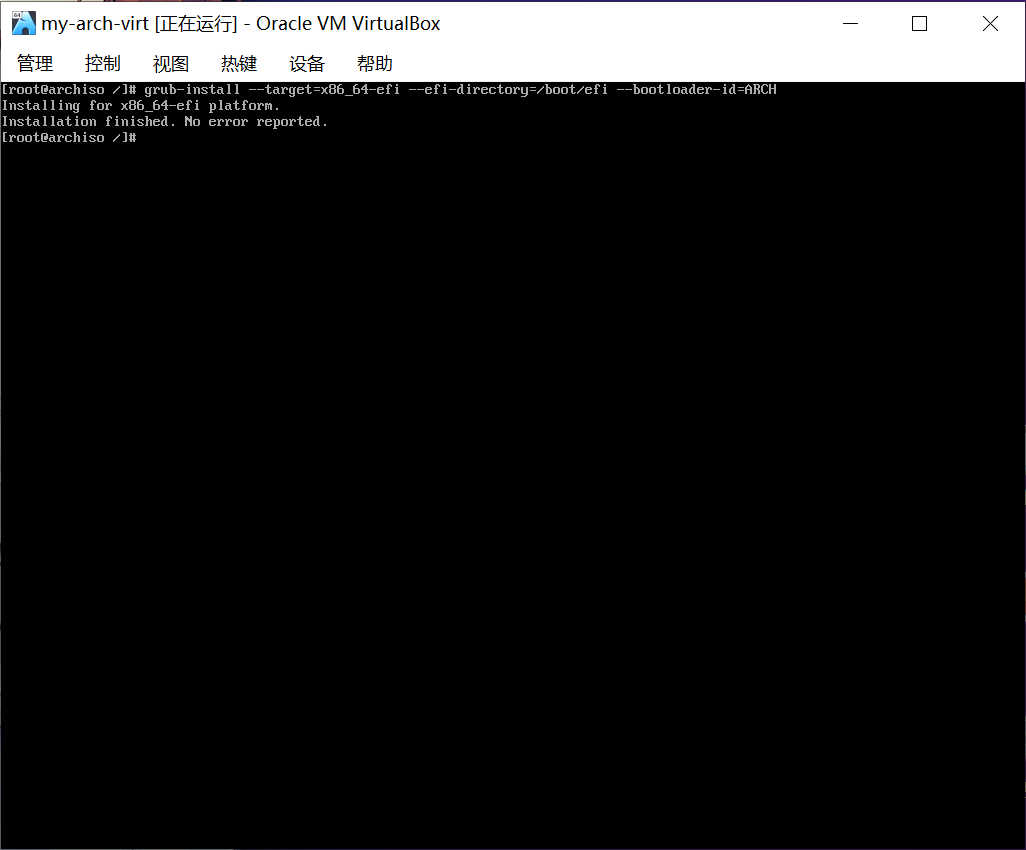 my-arch-virt [正在运行] - Oracle VM VirtualBox
管理 控制 视图 热键 设备 帮助
[root@archiso /]# grub-install --target=x86_64-efi --efi-directory=/boot/efi --bootloader-id=ARCH
Installing for x86_64-efi platform.
Installation finished. No error reported.
[root@archiso /]#